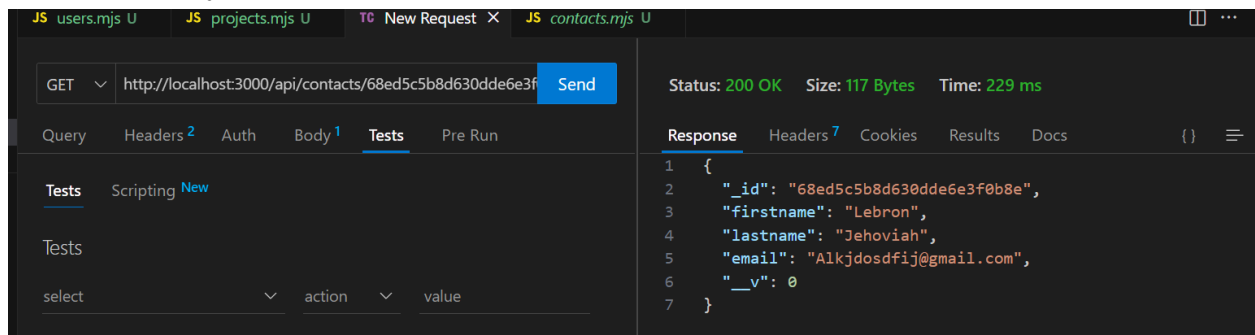 JS users.mjs U JS projects.mjs U TC New Request × JS contacts.mjs U ...
GET http://localhost:3000/api/contacts/68ed5c5b8d630dde6e3f Send
Status: 200 OK Size: 117 Bytes Time: 229 ms
Query Headers 2 Auth Body 1 Tests Pre Run
Response Headers 7 Cookies Results Docs { }
Tests Scripting New
Tests
select action value
1 {
2 "_id": "68ed5c5b8d630dde6e3f0b8e",
3 "firstname": "Lebron",
4 "lastname": "Jehoviah",
5 "email": "Alkjdosdfij@gmail.com",
6 "__v": 0
7 }